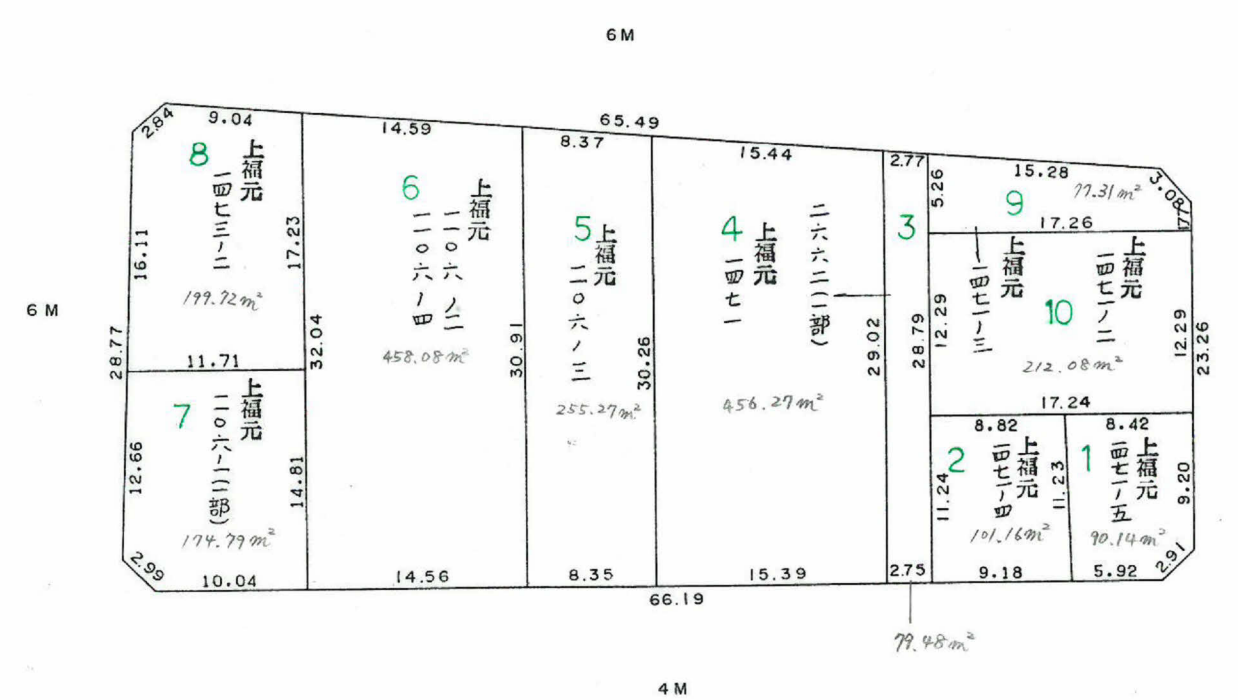 6M
65.49
2.84
9.04
14.59
8.37
15.44
2.77
15.28
3.08
8
上福元
一四七三ノ二
199.72m²
16.11
17.23
11.71
6
上福元
一一〇六ノ二
一一〇六ノ四
458.08m²
32.04
30.91
5
上福元
二〇六ノ三
255.27m²
30.26
4
二六六二(一部)
上福元
一四七一
456.27m²
29.02
3
28.79
5.26
9
77.31m²
1.77
17.26
上福元
一四七一ノ三
10
上福元
一四七一ノ二
212.08m²
12.29
12.29
23.26
17.24
6M
28.77
7
上福元
二〇六ノ二(一部)
174.79m²
12.66
14.81
2.99
10.04
14.56
8.35
15.39
2.75
2
8.82
上福元
一四七一ノ四
101.16m²
11.24
11.23
9.18
1
8.42
上福元
一四七一ノ五
90.14m²
9.20
5.92
2.91
66.19
79.48m²
4M